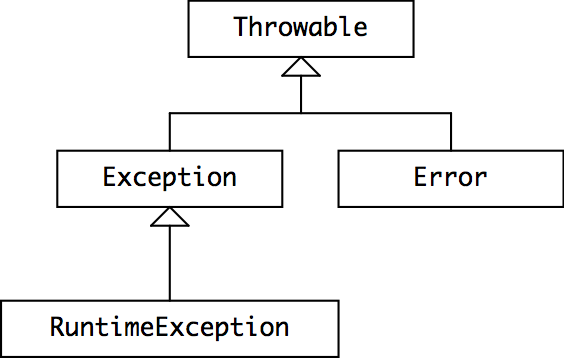 Throwable
Exception
Error
RuntimeException